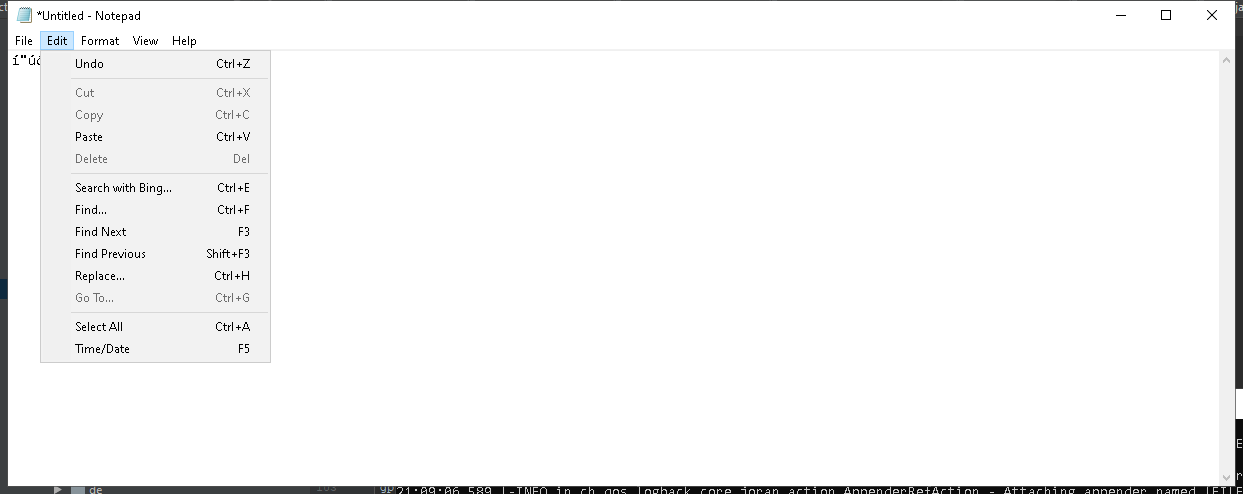 *Untitled - Notepad
File Edit Format View Help
Undo Ctrl+Z
Cut Ctrl+X
Copy Ctrl+C
Paste Ctrl+V
Delete Del
Search with Bing... Ctrl+E
Find... Ctrl+F
Find Next F3
Find Previous Shift+F3
Replace... Ctrl+H
Go To... Ctrl+G
Select All Ctrl+A
Time/Date F5
de
21:09:06,589 |-INFO in ch.qos.logback.core.joran.action.AppenderRefAction - Attaching appender named [FILE